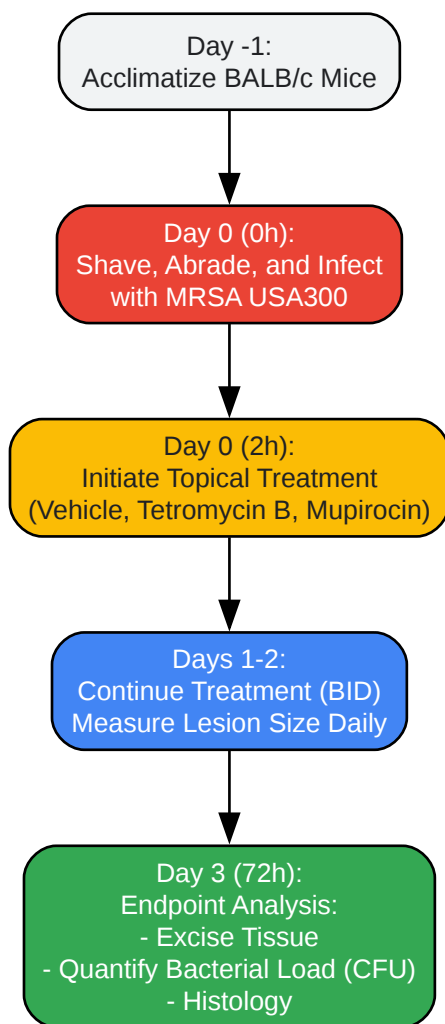 Day -1:
Acclimatize BALB/c Mice
Day 0 (0h):
Shave, Abrade, and Infect
with MRSA USA300
Day 0 (2h):
Initiate Topical Treatment
(Vehicle, Tetromycin B, Mupirocin)
Days 1-2:
Continue Treatment (BID)
Measure Lesion Size Daily
Day 3 (72h):
Endpoint Analysis:
- Excise Tissue
- Quantify Bacterial Load (CFU)
- Histology